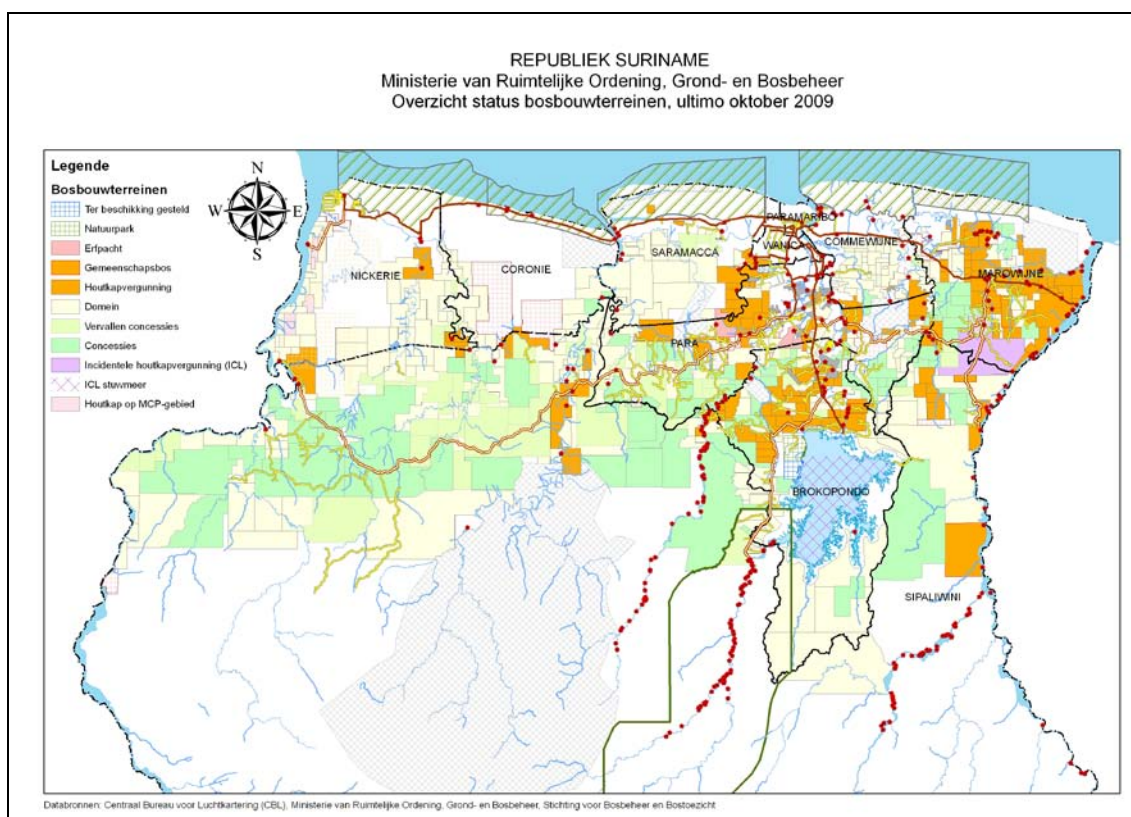 REPUBLIEK SURINAME
Ministerie van Ruimtelijke Ordening, Grond- en Bosbeheer
Overzicht status bosbouwterreinen, ultimo oktober 2009
Legende
Bosbouwterreinen
Ter beschikking gesteld
Natuurpark
Erfpacht
Gemeenschapsbos
Houtkapvergunning
Domein
Vervallen concessies
Concessies
Incidentele houtkapvergunning (ICL)
ICL stuwmeer
Houtkap op MCP-gebied
N
W E
S
NICKERIE
CORONIE
SARAMACCA
PARAMARIBO
WANICA
COMMEWIJNE
MAROWIJNE
PARA
BROKOPONDO
SIPALIWINI
Databronnen: Centraal Bureau voor Luchtkartering (CBL), Ministerie van Ruimtelijke Ordening, Grond- en Bosbeheer, Stichting voor Bosbeheer en Bostoezicht